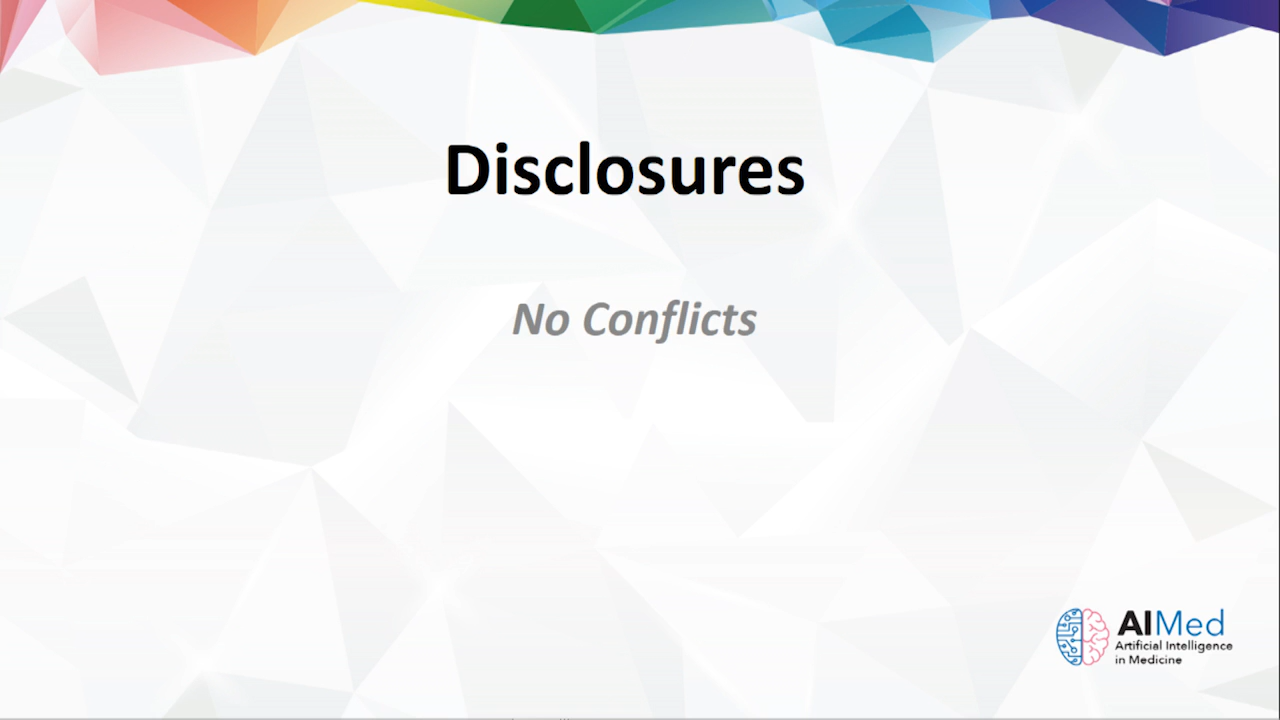 Disclosures
No Conflicts
AIMed
Artificial Intelligence
in Medicine